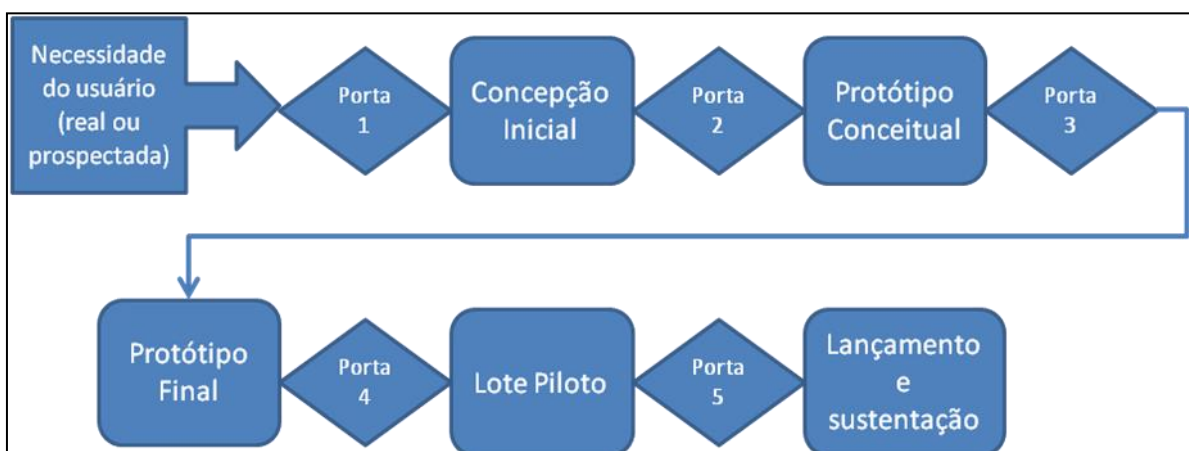 Necessidade
do usuário
(real ou
prospectada)
Porta
1
Concepção
Inicial
Porta
2
Protótipo
Conceitual
Porta
3
Protótipo
Final
Porta
4
Lote Piloto
Porta
5
Lançamento
e
sustentação